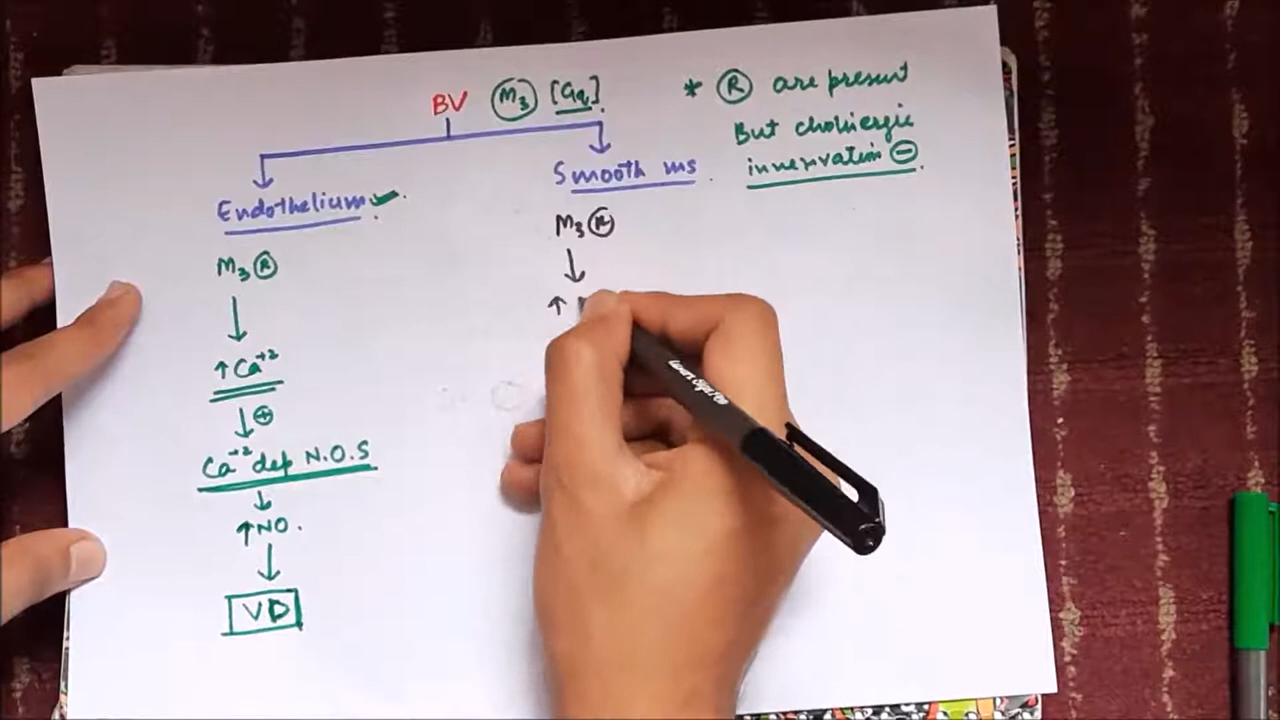 BV M₃ [Gq].
* Ⓡ are present
But cholinergic
innervation ⊖.
Endothelium ✓.
Smooth ms.
M₃ Ⓡ
↓
↑Ca⁺²
↓ ⊕
Ca⁺² dep N.O.S
↓
↑NO.
↓
VD
M₃ Ⓡ
↓
↑